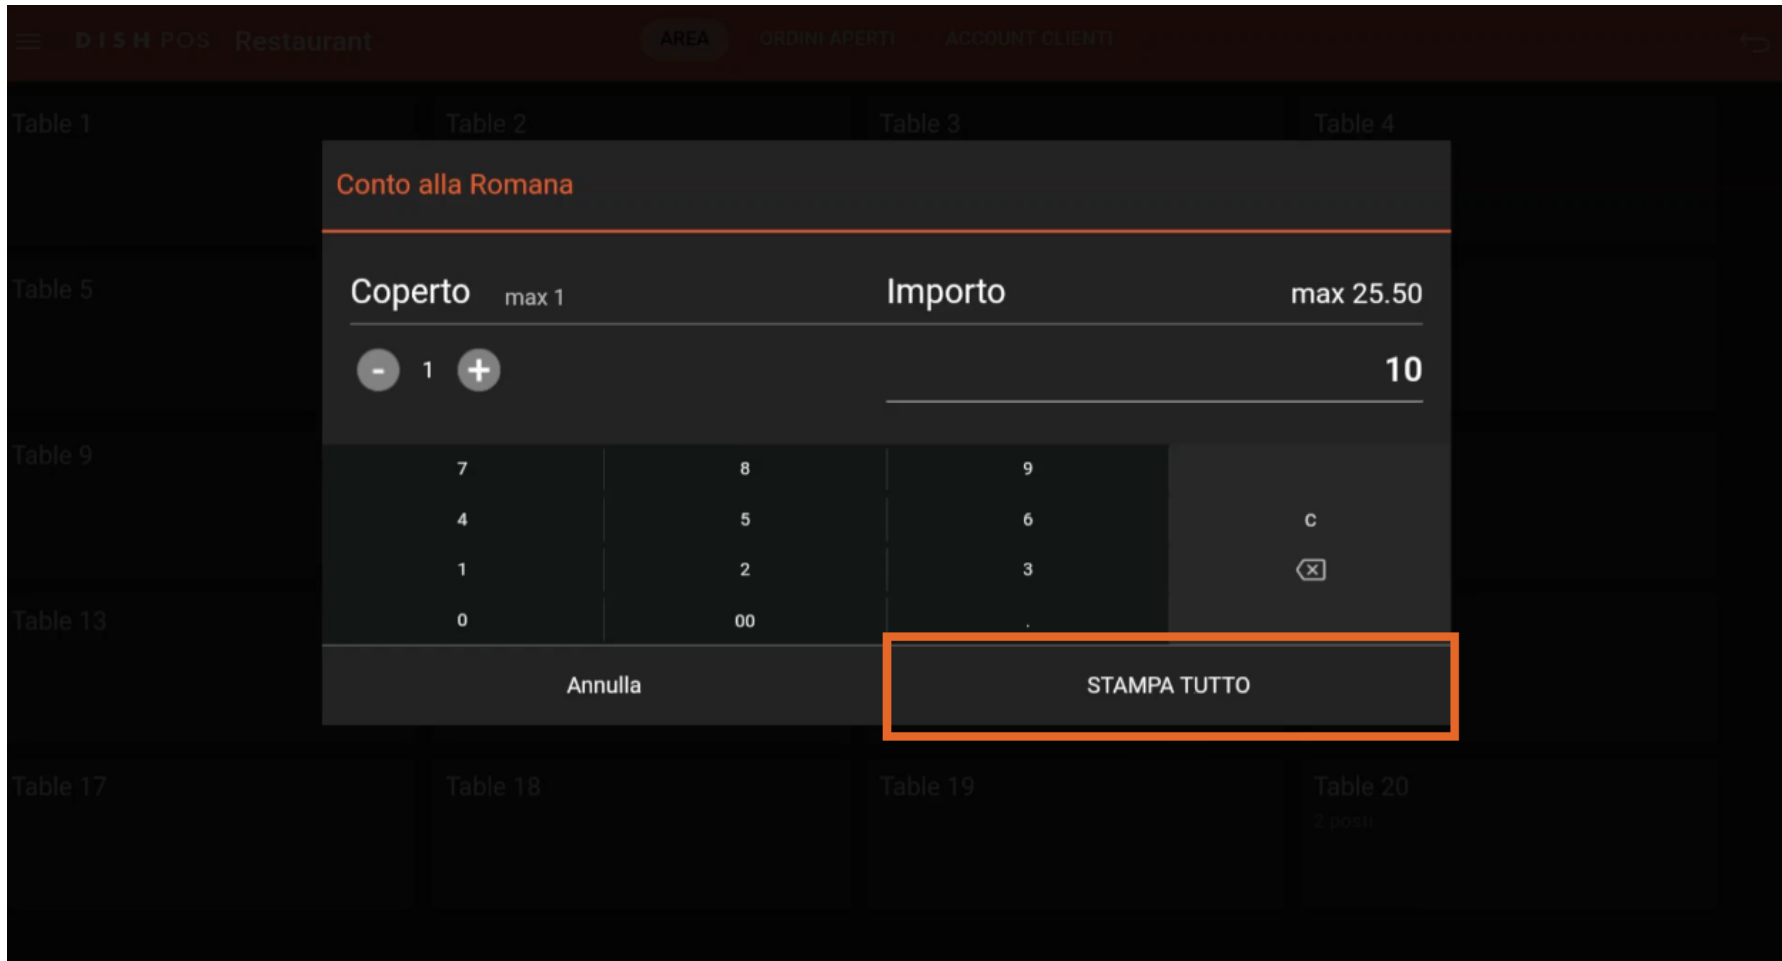 DISH POS Restaurant AREA ORDINI APERTI ACCOUNT CLIENTI
Table 1 Table 2 Table 3 Table 4
Conto alla Romana
Table 5
Coperto max 1 Importo max 25.50
- 1 + 10
Table 9
7 8 9
4 5 6 C
1 2 3
0 00 .
Table 13
Annulla STAMPA TUTTO
Table 17 Table 18 Table 19 Table 20
2 posti